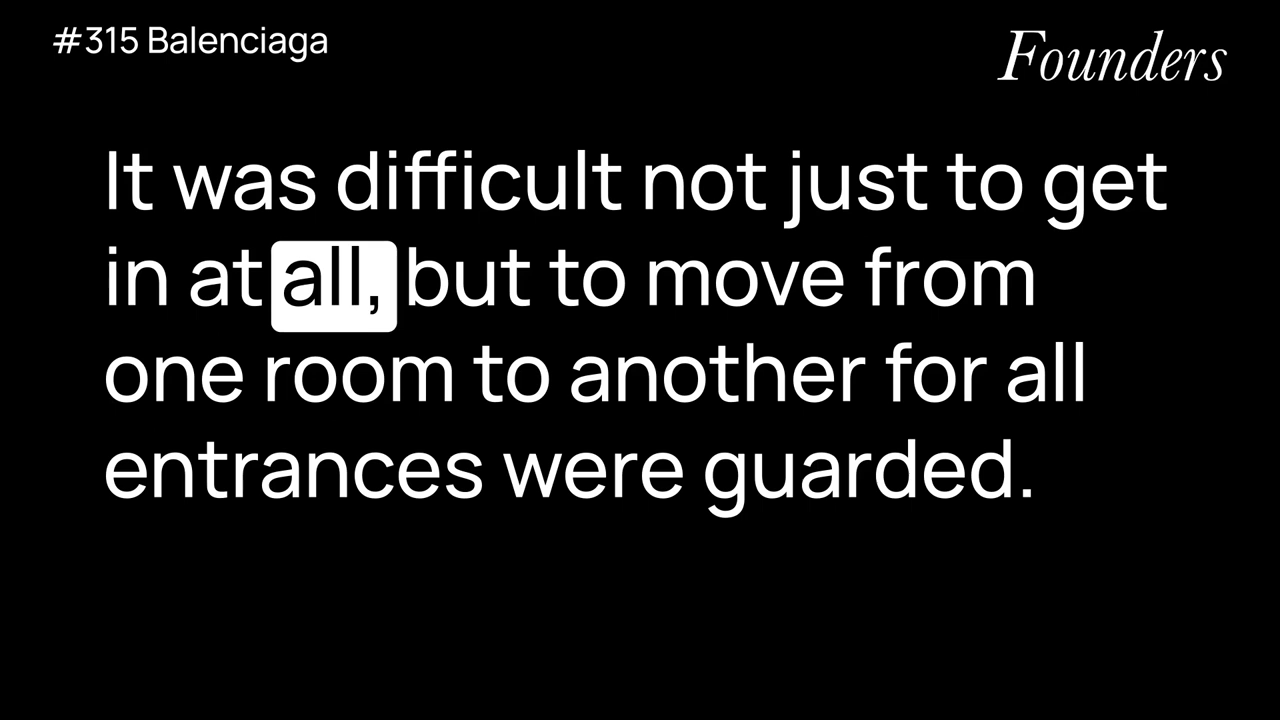 #315 Balenciaga
Founders
It was difficult not just to get
in at all, but to move from
one room to another for all
entrances were guarded.